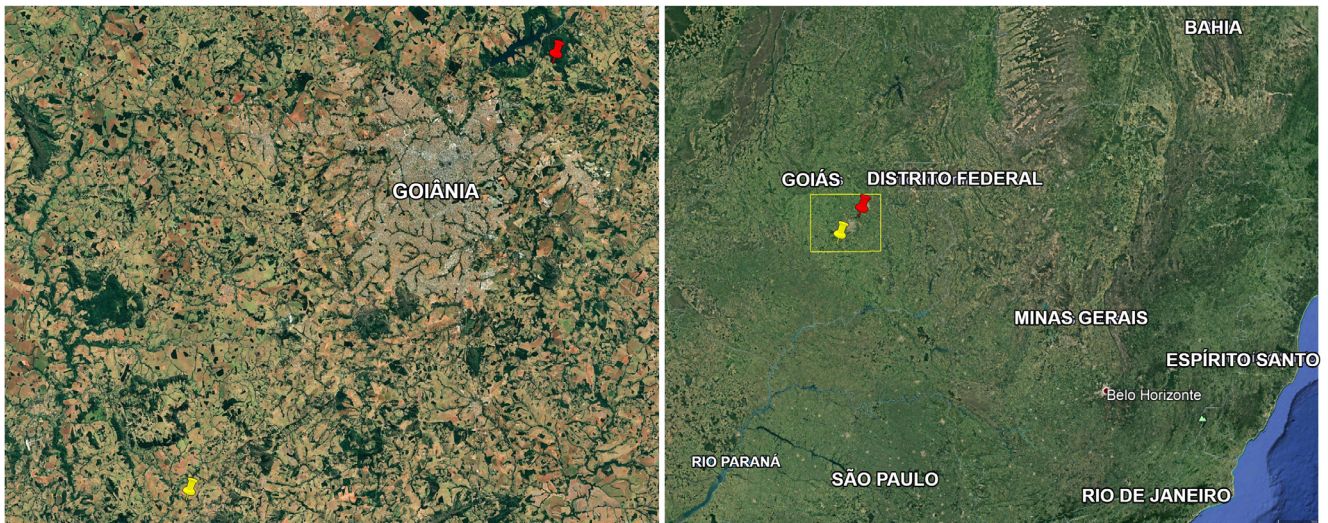 GOIÂNIA
BAHIA
GOIÁS
DISTRITO FEDERAL
MINAS GERAIS
ESPÍRITO SANTO
Belo Horizonte
RIO PARANÁ
SÃO PAULO
RIO DE JANEIRO